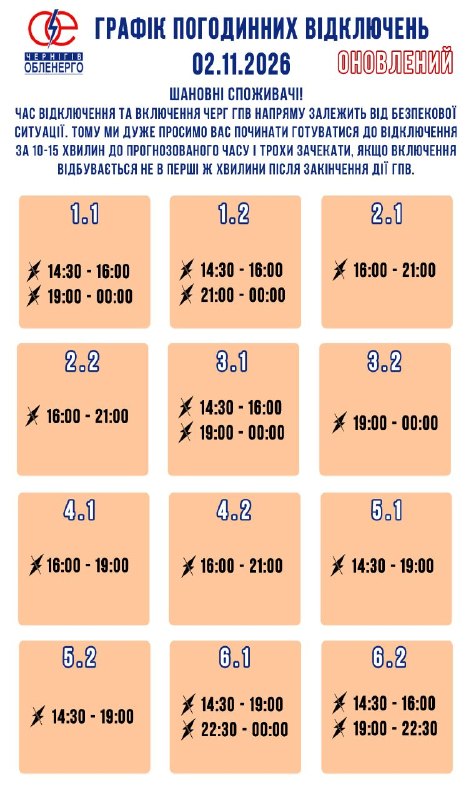 ЧЕРНІГІВ
ОБЛЕНЕРГО
ГРАФІК ПОГОДИННИХ ВІДКЛЮЧЕНЬ
02.11.2026
ОНОВЛЕНИЙ
ШАНОВНІ СПОЖИВАЧІ!
ЧАС ВІДКЛЮЧЕННЯ ТА ВКЛЮЧЕННЯ ЧЕРГ ГПВ НАПРЯМУ ЗАЛЕЖИТЬ ВІД БЕЗПЕКОВОЇ
СИТУАЦІЇ. ТОМУ МИ ДУЖЕ ПРОСИМО ВАС ПОЧИНАТИ ГОТУВАТИСЯ ДО ВІДКЛЮЧЕННЯ
ЗА 10-15 ХВИЛИН ДО ПРОГНОЗОВАНОГО ЧАСУ І ТРОХИ ЗАЧЕКАТИ, ЯКЩО ВКЛЮЧЕННЯ
ВІДБУВАЄТЬСЯ НЕ В ПЕРШІ Ж ХВИЛИНИ ПІСЛЯ ЗАКІНЧЕННЯ ДІЇ ГПВ.
1.1
14:30 - 16:00
19:00 - 00:00
1.2
14:30 - 16:00
21:00 - 00:00
2.1
16:00 - 21:00
2.2
16:00 - 21:00
3.1
14:30 - 16:00
19:00 - 00:00
3.2
19:00 - 00:00
4.1
16:00 - 19:00
4.2
16:00 - 21:00
5.1
14:30 - 19:00
5.2
14:30 - 19:00
6.1
14:30 - 19:00
22:30 - 00:00
6.2
14:30 - 16:00
19:00 - 22:30